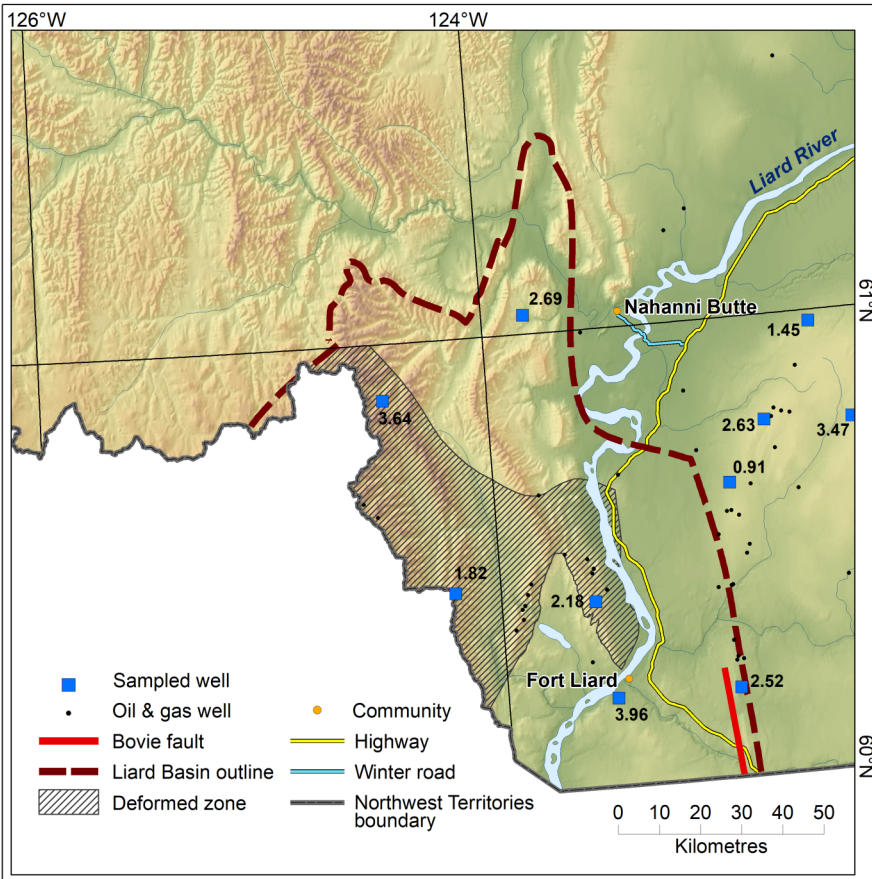 126°W
124°W
Liard River
61°N
2.69
Nahanni Butte
1.45
3.64
2.63
3.47
0.91
1.82
2.18
Fort Liard
2.52
3.96
60°N
Sampled well
Oil & gas well
Bovie fault
Liard Basin outline
Deformed zone
Community
Highway
Winter road
Northwest Territories
boundary
0 10 20 30 40 50
Kilometres